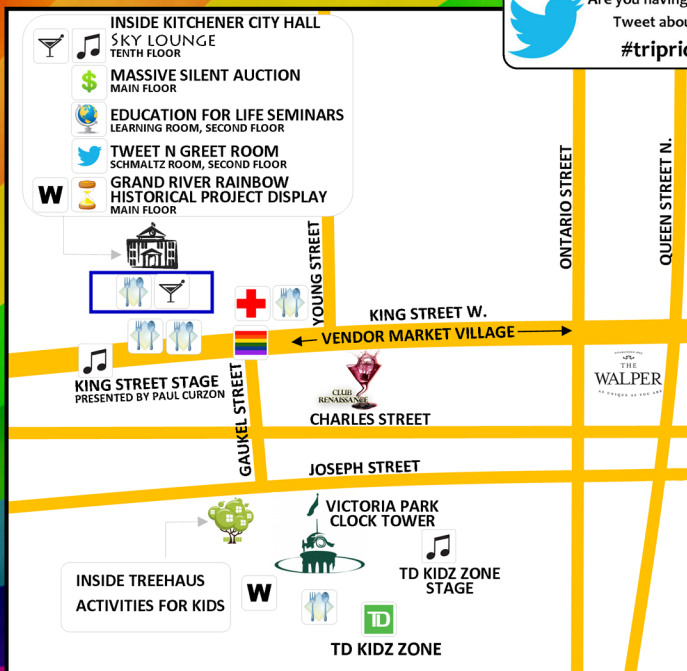 Are you having
Tweet abou
#tripri
INSIDE KITCHENER CITY HALL
SKY LOUNGE
TENTH FLOOR
$
MASSIVE SILENT AUCTION
MAIN FLOOR
EDUCATION FOR LIFE SEMINARS
LEARNING ROOM, SECOND FLOOR
TWEET N GREET ROOM
SCHMALTZ ROOM, SECOND FLOOR
W
GRAND RIVER RAINBOW
HISTORICAL PROJECT DISPLAY
MAIN FLOOR
YOUNG STREET
ONTARIO STREET
QUEEN STREET N.
KING STREET W.
VENDOR MARKET VILLAGE
KING STREET STAGE
PRESENTED BY PAUL CURZON
GAUKEL STREET
CLUB
RENAISSANCE
THE
WALPER
CHARLES STREET
JOSEPH STREET
VICTORIA PARK
CLOCK TOWER
TD KIDZ ZONE
STAGE
INSIDE TREEHAUS
ACTIVITIES FOR KIDS
W
TD
TD KIDZ ZONE